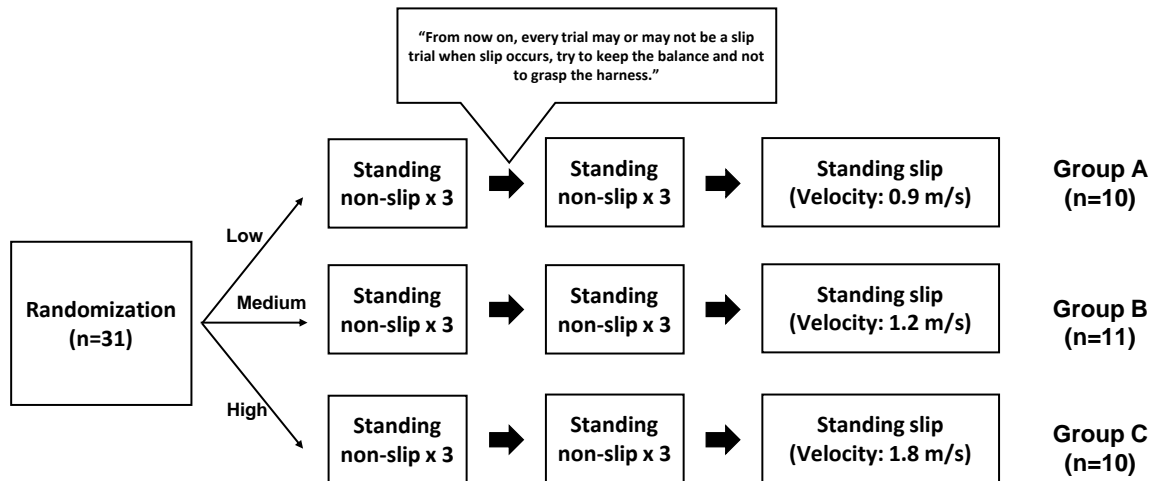 “From now on, every trial may or may not be a slip
trial when slip occurs, try to keep the balance and not
to grasp the harness.”
Standing
non-slip x 3
Standing
non-slip x 3
Standing slip
(Velocity: 0.9 m/s)
Group A
(n=10)
Low
Randomization
(n=31)
Medium
Standing
non-slip x 3
Standing
non-slip x 3
Standing slip
(Velocity: 1.2 m/s)
Group B
(n=11)
High
Standing
non-slip x 3
Standing
non-slip x 3
Standing slip
(Velocity: 1.8 m/s)
Group C
(n=10)